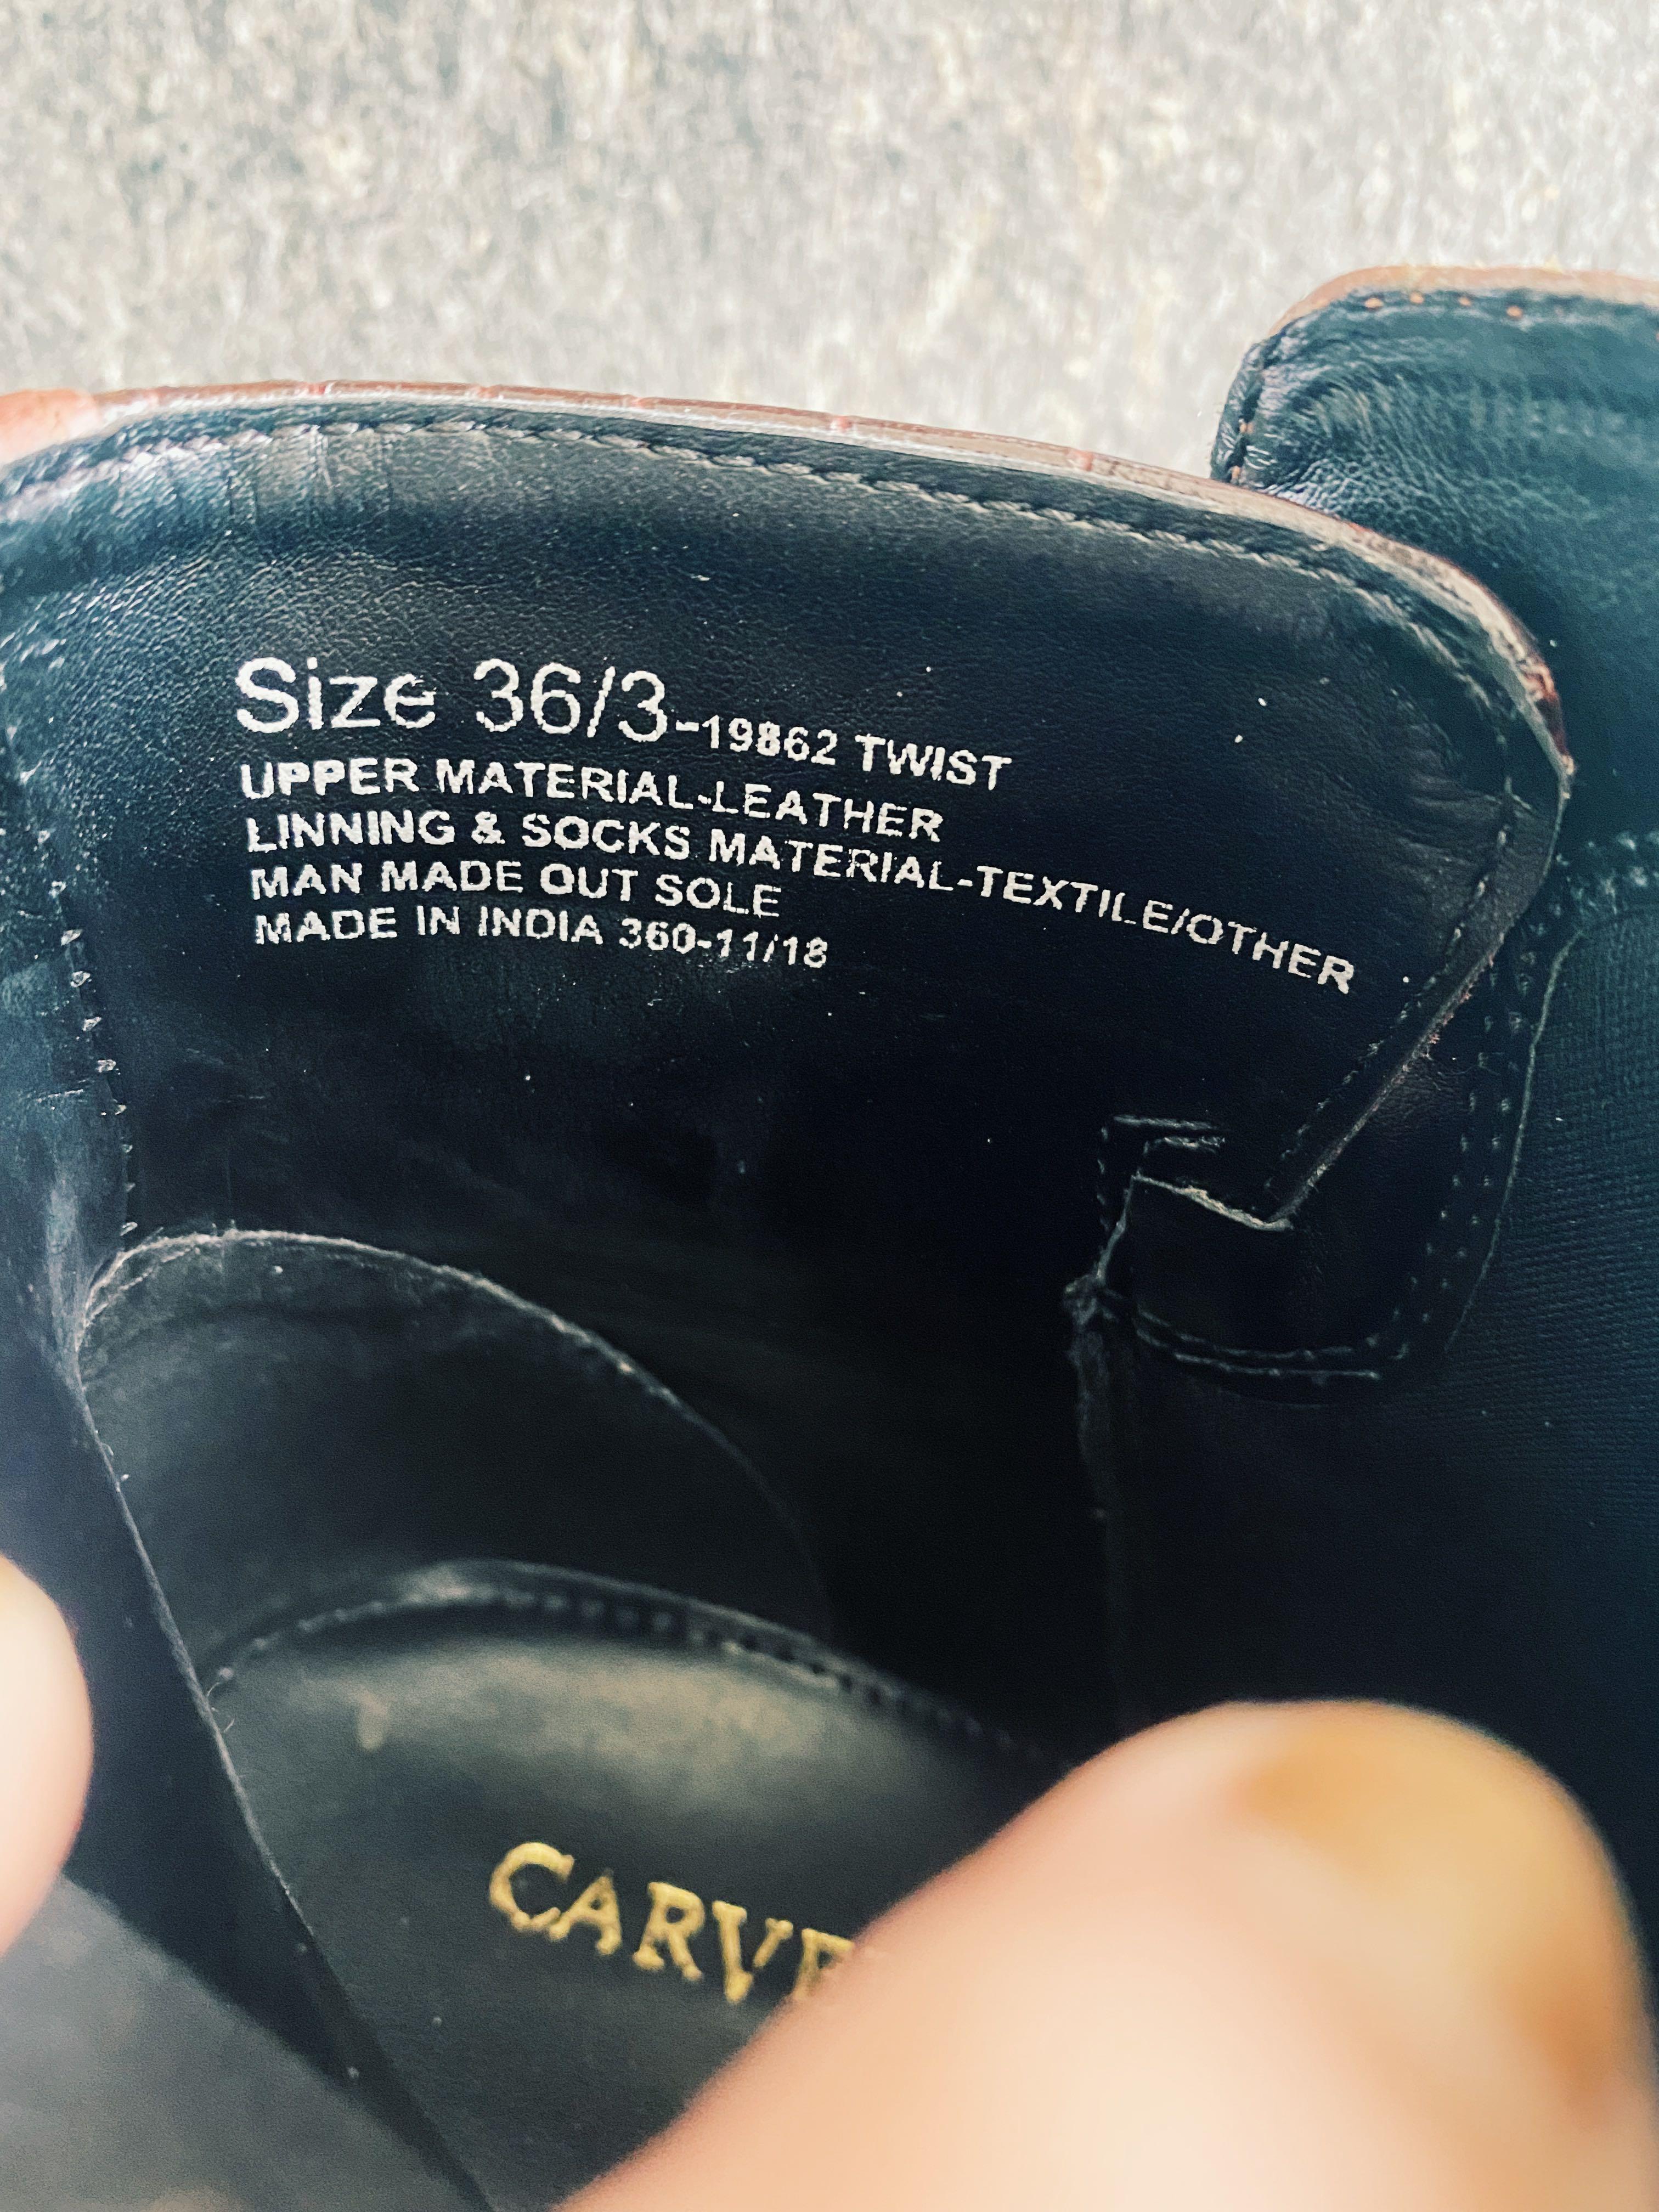 Size 36/3-19862 TWIST
UPPER MATERIAL-LEATHER
LINNING & SOCKS MATERIAL-TEXTILE/OTHER
MAN MADE OUT SOLE
MADE IN INDIA 360-11/18
CARVE